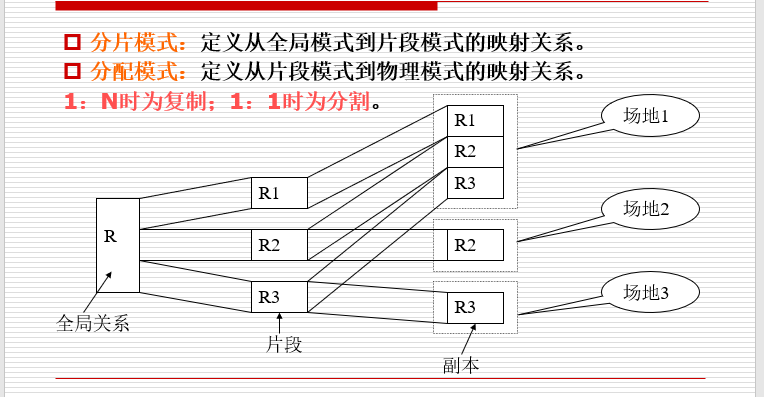 分片模式：定义从全局模式到片段模式的映射关系。
分配模式：定义从片段模式到物理模式的映射关系。
1：N时为复制；1：1时为分割。
R1
R2
R3
场地1
R
R1
R2
R3
R2
场地2
R3
场地3
全局关系
片段
副本